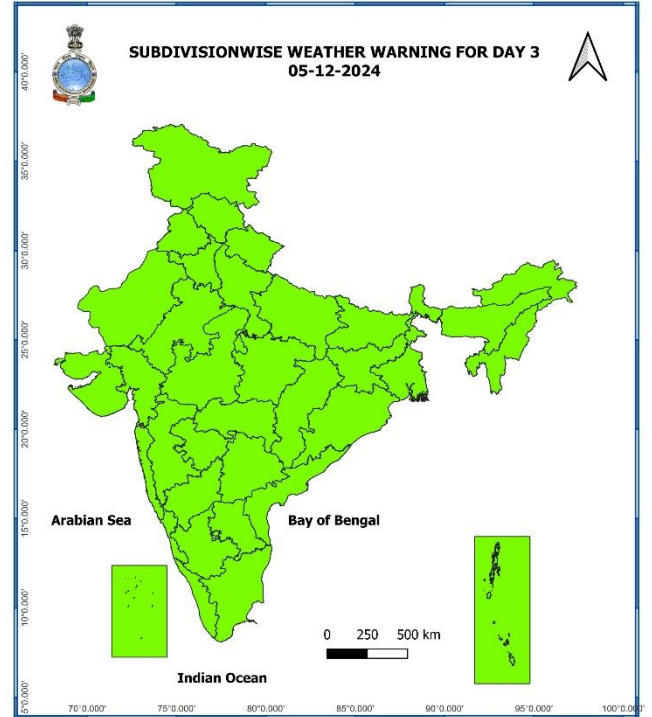 SUBDIVISIONWISE WEATHER WARNING FOR DAY 3
05-12-2024
40°0.000'
35°0.000'
30°0.000'
25°0.000'
20°0.000'
15°0.000'
10°0.000'
5°0.000'
Arabian Sea
Bay of Bengal
0 250 500 km
Indian Ocean
70°0.000' 75°0.000' 80°0.000' 85°0.000' 90°0.000' 95°0.000' 100°0.000'